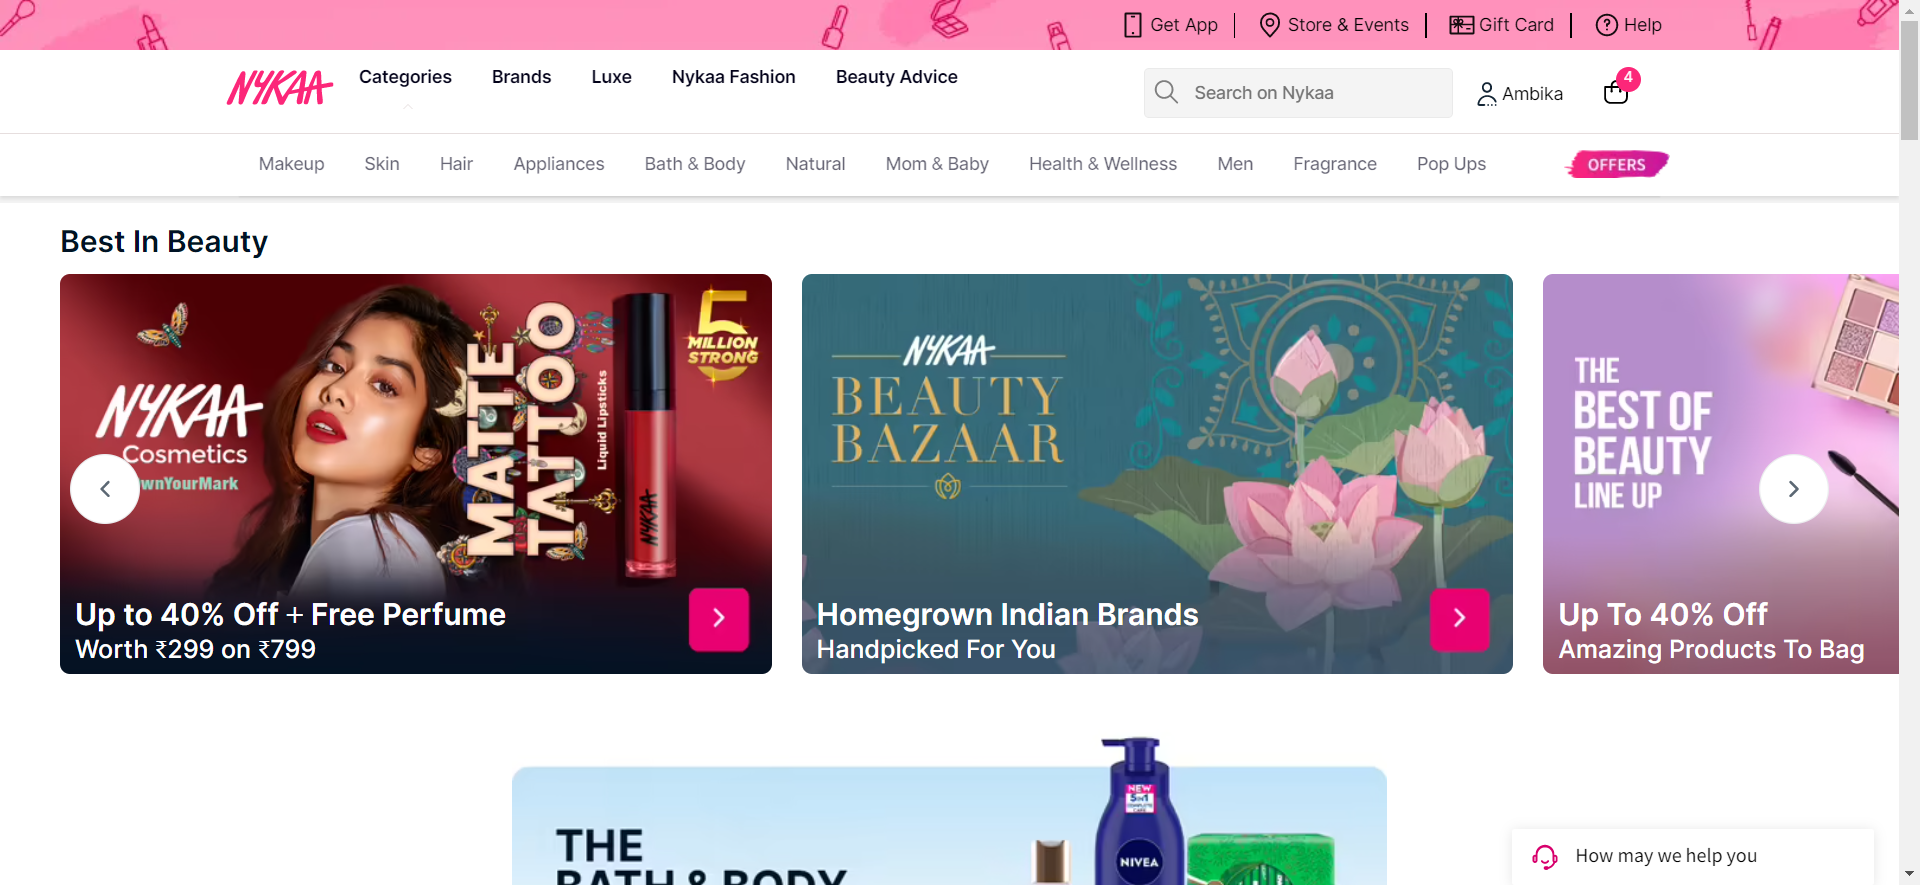 Get App
Store & Events
Gift Card
Help
NYKAA
Categories
Brands
Luxe
Nykaa Fashion
Beauty Advice
Search on Nykaa
Ambika
4
Makeup
Skin
Hair
Appliances
Bath & Body
Natural
Mom & Baby
Health & Wellness
Men
Fragrance
Pop Ups
OFFERS
Best In Beauty
NYKAA
Cosmetics
wnYourMark
MATTE
TATTOO
Liquid Lipsticks
NYKAA
5
MILLION
STRONG
Up to 40% Off + Free Perfume
Worth ₹299 on ₹799
NYKAA
BEAUTY
BAZAAR
Homegrown Indian Brands
Handpicked For You
THE
BEST OF
BEAUTY
LINE UP
Up To 40% Off
Amazing Products To Bag
THE
BATH & BODY
NEW
5in1
COMPLETE
CARE
NIVEA
How may we help you